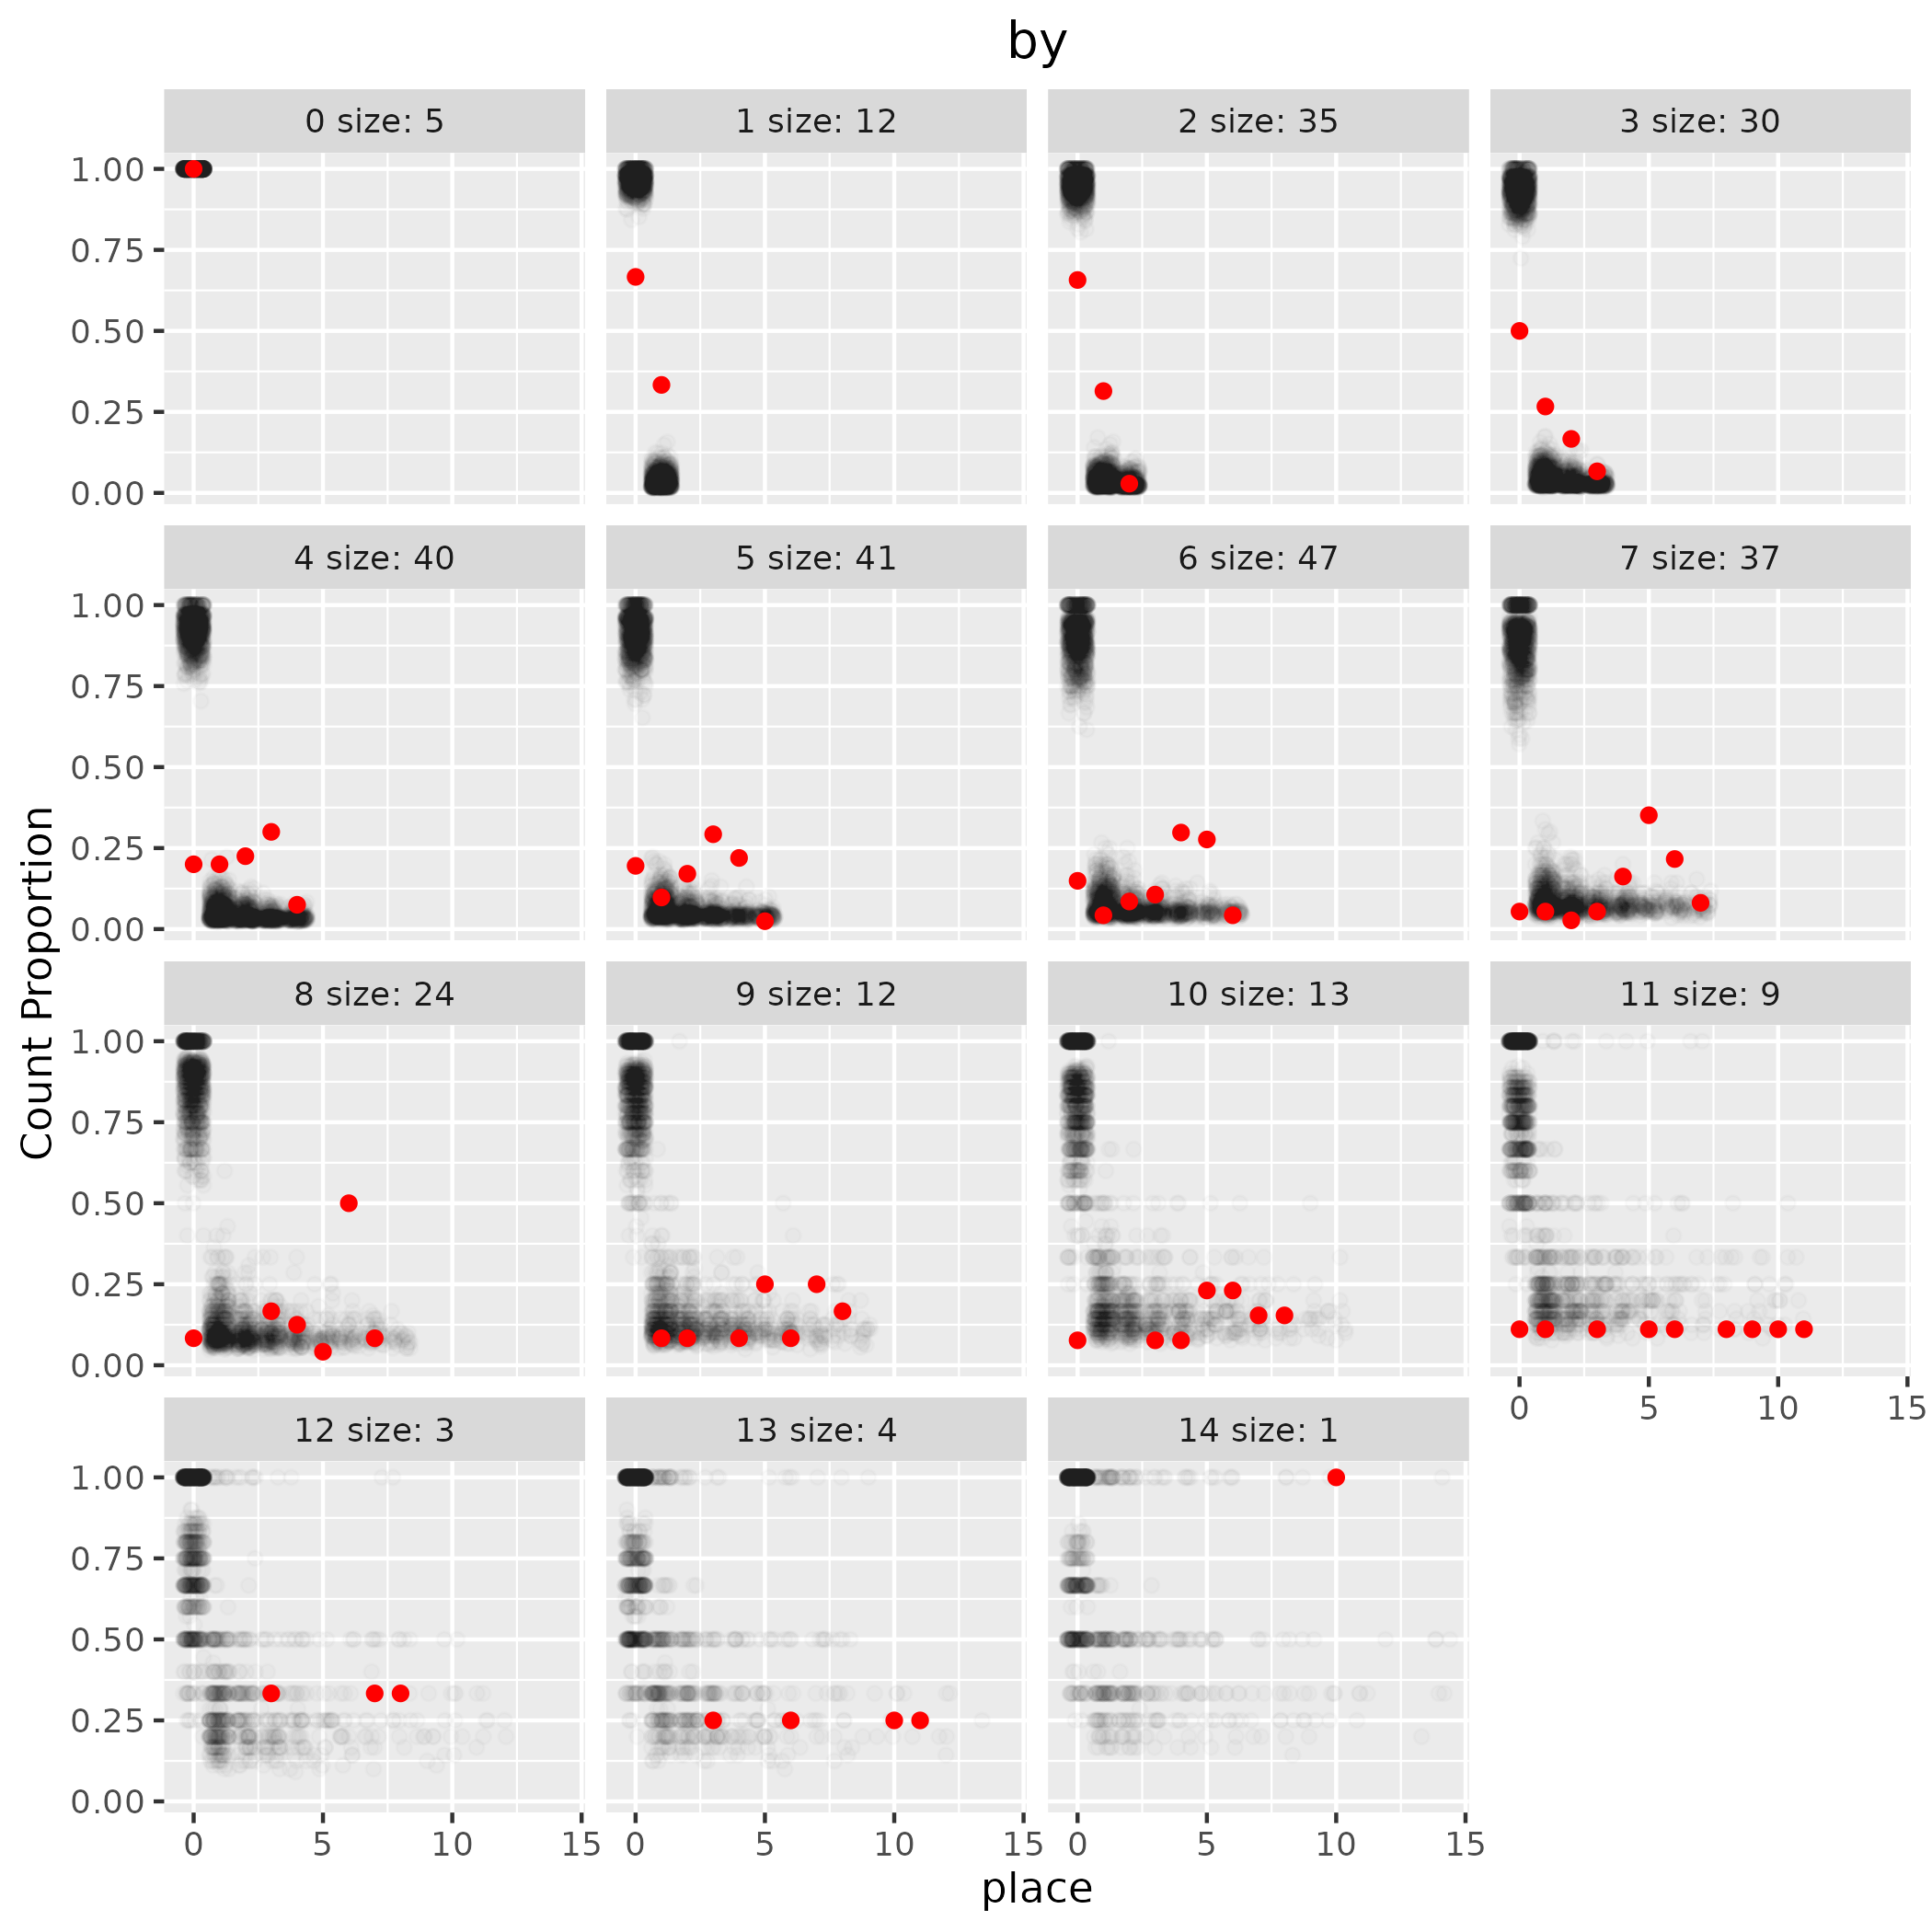 by
0 size: 5
1 size: 12
2 size: 35
3 size: 30
1.00
0.75
0.50
0.25
0.00
4 size: 40
5 size: 41
6 size: 47
7 size: 37
1.00
0.75
0.50
0.25
0.00
Count Proportion
8 size: 24
9 size: 12
10 size: 13
11 size: 9
1.00
0.75
0.50
0.25
0.00
0 5 10 15
12 size: 3
13 size: 4
14 size: 1
1.00
0.75
0.50
0.25
0.00
0 5 10 15
0 5 10 15
0 5 10 15
place